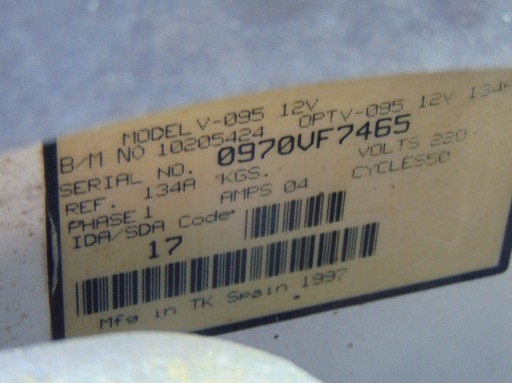 MODEL V-095 12V OPTV-095 12V 134
B/M NO 10205424
SERIAL NO. 0970VF7465
REF. 134A KGS. VOLTS 220
PHASE 1 AMPS 04 CYCLES50
IDA/SDA Code
17
Mfg in TK Spain 1997